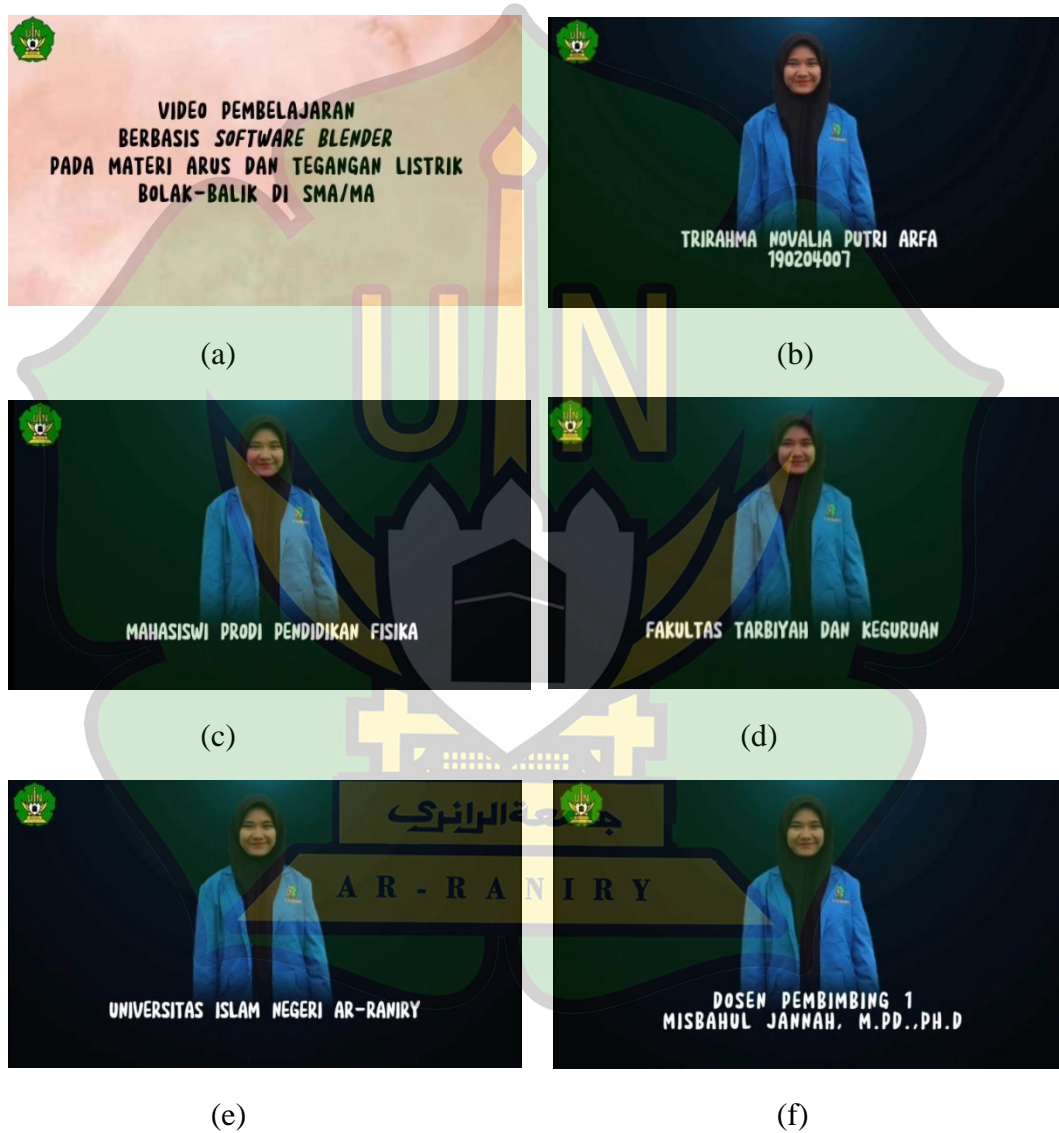 VIDEO PEMBELAJARAN
BERBASIS SOFTWARE BLENDER
PADA MATERI ARUS DAN TEGANGAN LISTRIK
BOLAK-BALIK DI SMA/MA
(a)
TRIRAHMA NOVALIA PUTRI ARFA
190204007
(b)
MAHASISWI PRODI PENDIDIKAN FISIKA
(c)
FAKULTAS TARBIYAH DAN KEGURUAN
(d)
UNIVERSITAS ISLAM NEGERI AR-RANIRY
(e)
DOSEN PEMBIMBING 1
MISBAHUL JANNAH, M.PD.,PH.D
(f)
UIN
جامعةالرانري
AR-RANIRY